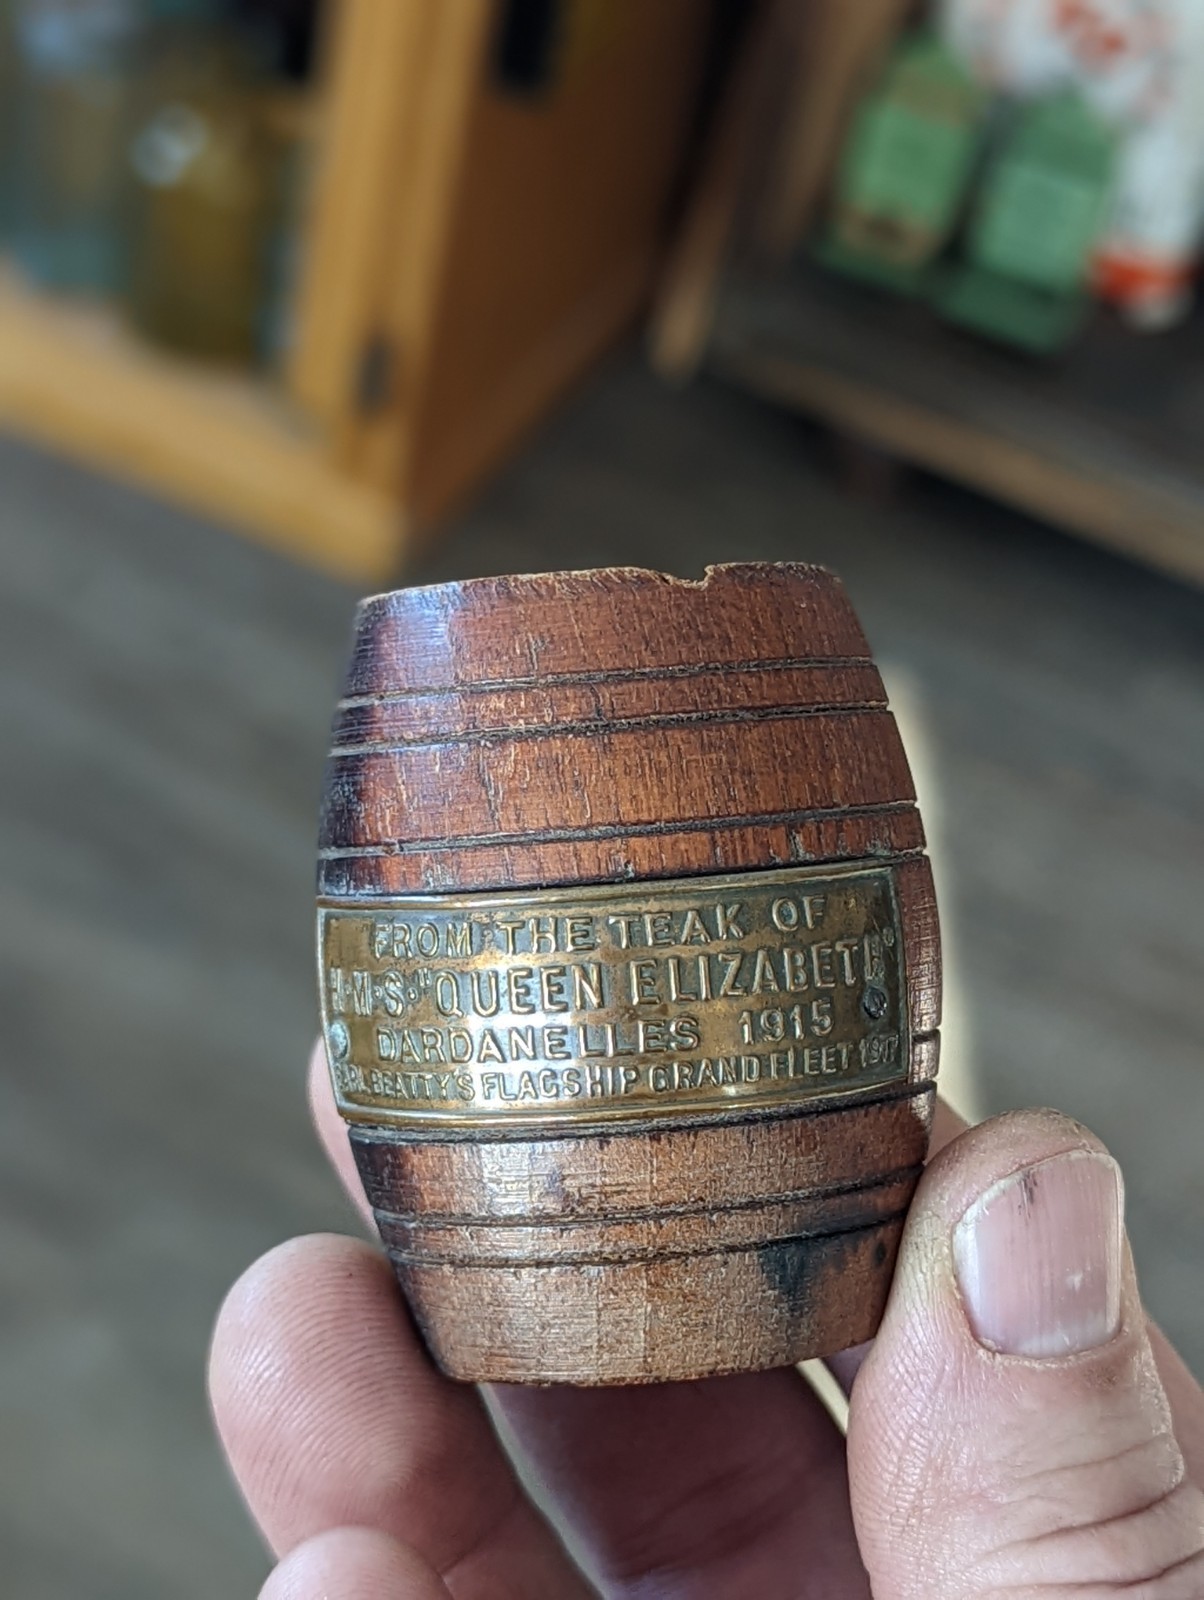 FROM THE TEAK OF
H·M·S·"QUEEN ELIZABETH"
DARDANELLES 1915
EARL BEATTY'S FLAGSHIP GRAND FLEET 1917